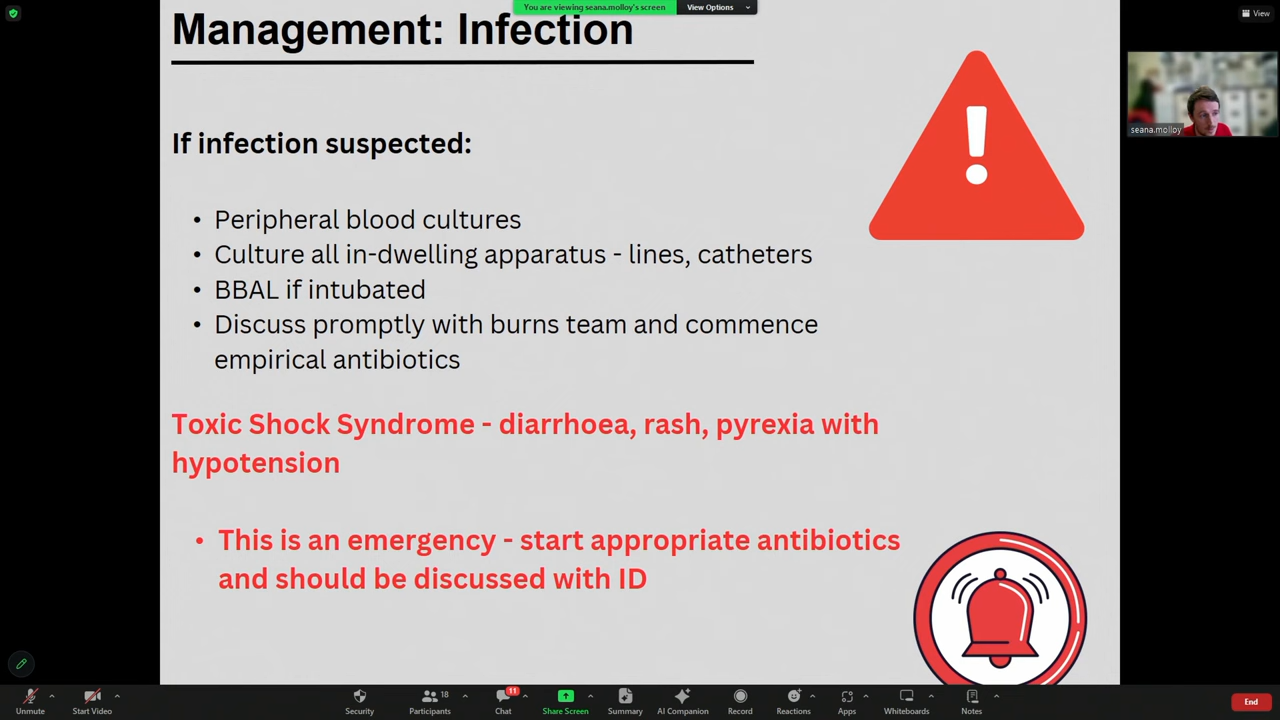 You are viewing seana.molloy's screen
View Options
View
Management: Infection
seana.molloy
If infection suspected:
• Peripheral blood cultures
• Culture all in-dwelling apparatus - lines, catheters
• BBAL if intubated
• Discuss promptly with burns team and commence
empirical antibiotics
Toxic Shock Syndrome - diarrhoea, rash, pyrexia with
hypotension
• This is an emergency - start appropriate antibiotics
and should be discussed with ID
Unmute
Start Video
Security
18
Participants
11
Chat
Share Screen
Summary
AI Companion
Record
Reactions
Apps
Whiteboards
Notes
End